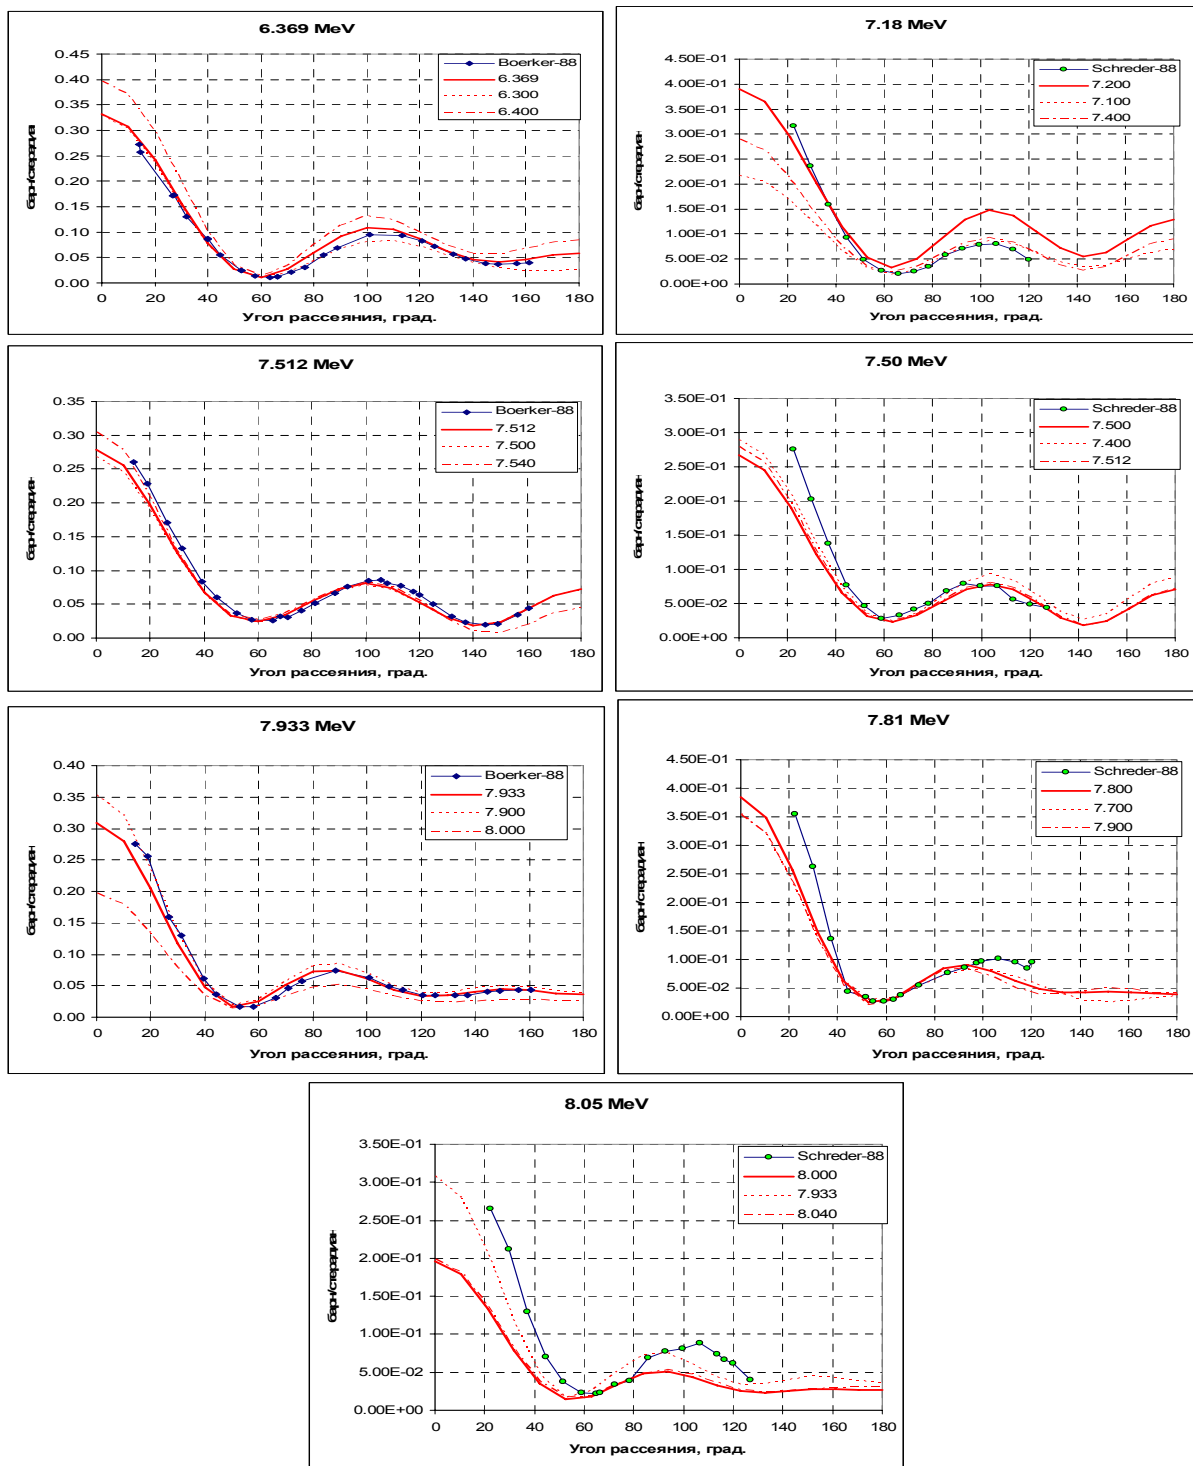 6.369 MeV
барн/стерадиан
0.45
0.40
0.35
0.30
0.25
0.20
0.15
0.10
0.05
0.00
0 20 40 60 80 100 120 140 160 180
Угол рассеяния, град.
Boerker-88
6.369
6.300
6.400
7.18 MeV
барн/стерадиан
4.50E-01
4.00E-01
3.50E-01
3.00E-01
2.50E-01
2.00E-01
1.50E-01
1.00E-01
5.00E-02
0.00E+00
0 20 40 60 80 100 120 140 160 180
Угол рассеяния, град.
Schreder-88
7.200
7.100
7.400
7.512 MeV
барн/стерадиан
0.35
0.30
0.25
0.20
0.15
0.10
0.05
0.00
0 20 40 60 80 100 120 140 160 180
Угол рассеяния, град.
Boerker-88
7.512
7.500
7.540
7.50 MeV
барн/стерадиан
3.50E-01
3.00E-01
2.50E-01
2.00E-01
1.50E-01
1.00E-01
5.00E-02
0.00E+00
0 20 40 60 80 100 120 140 160 180
Угол рассеяния, град.
Schreder-88
7.500
7.400
7.512
7.933 MeV
барн/стерадиан
0.40
0.35
0.30
0.25
0.20
0.15
0.10
0.05
0.00
0 20 40 60 80 100 120 140 160 180
Угол рассеяния, град.
Boerker-88
7.933
7.900
8.000
7.81 MeV
барн/стерадиан
4.50E-01
4.00E-01
3.50E-01
3.00E-01
2.50E-01
2.00E-01
1.50E-01
1.00E-01
5.00E-02
0.00E+00
0 20 40 60 80 100 120 140 160 180
Угол рассеяния, град.
Schreder-88
7.800
7.700
7.900
8.05 MeV
барн/стерадиан
3.50E-01
3.00E-01
2.50E-01
2.00E-01
1.50E-01
1.00E-01
5.00E-02
0.00E+00
0 20 40 60 80 100 120 140 160 180
Угол рассеяния, град.
Schreder-88
8.000
7.933
8.040